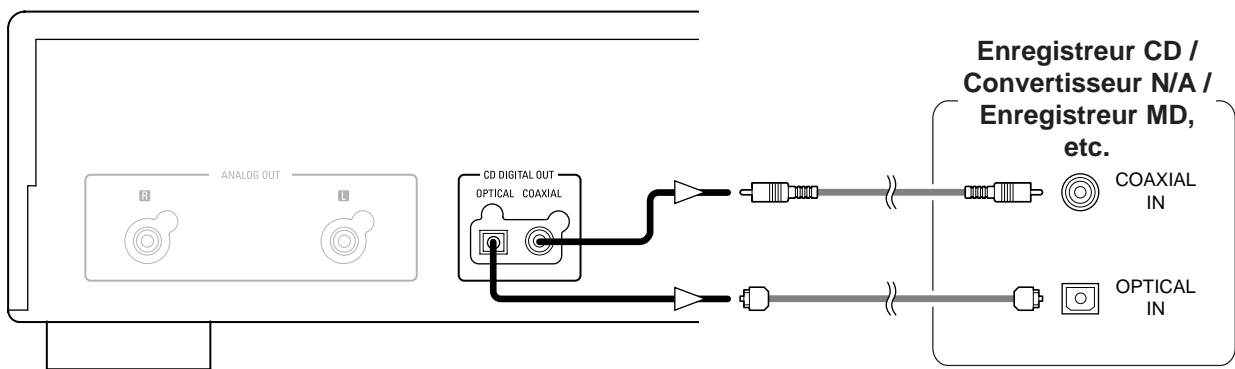 Enregistreur CD /
Convertisseur N/A /
Enregistreur MD,
etc.
ANALOG OUT
R
L
CD DIGITAL OUT
OPTICAL COAXIAL
COAXIAL
IN
OPTICAL
IN